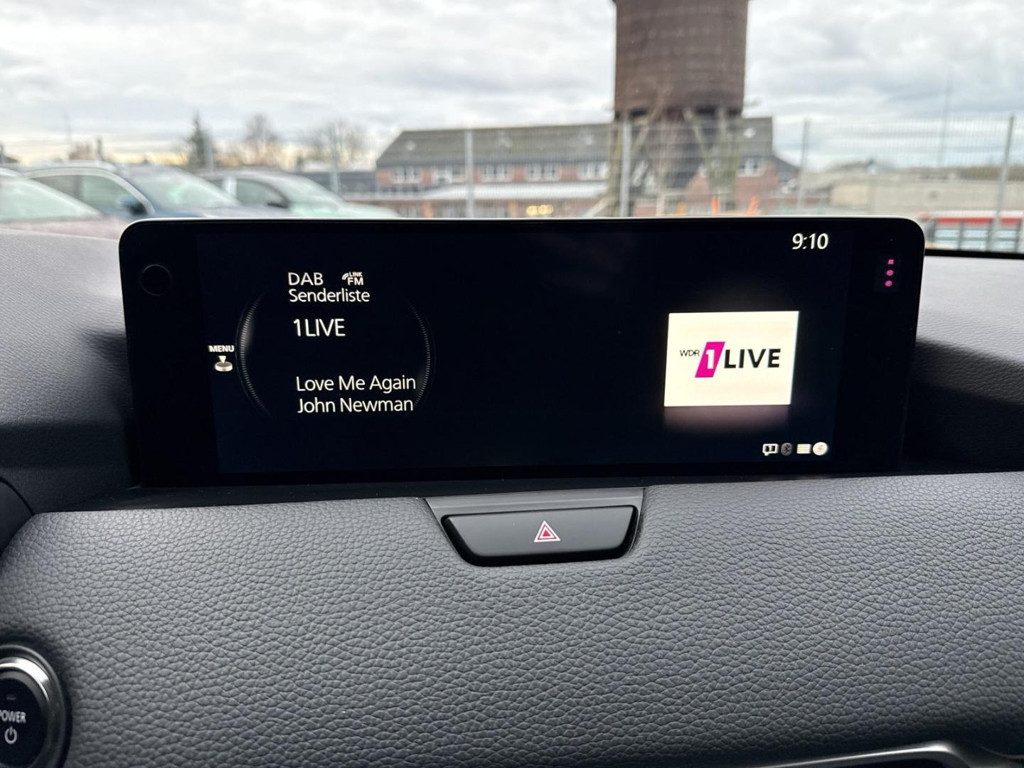 9:10
DAB LINK FM
Senderliste
1LIVE
MENU
Love Me Again
John Newman
WDR 1LIVE
POWER